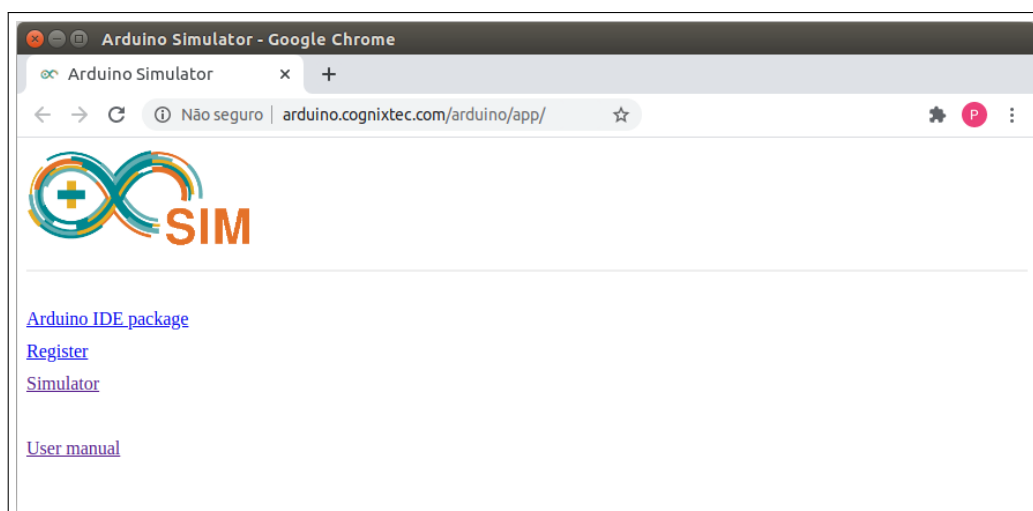 Arduino Simulator - Google Chrome
Arduino Simulator
Não seguro | arduino.cognixtec.com/arduino/app/
P
SIM
Arduino IDE package
Register
Simulator
User manual